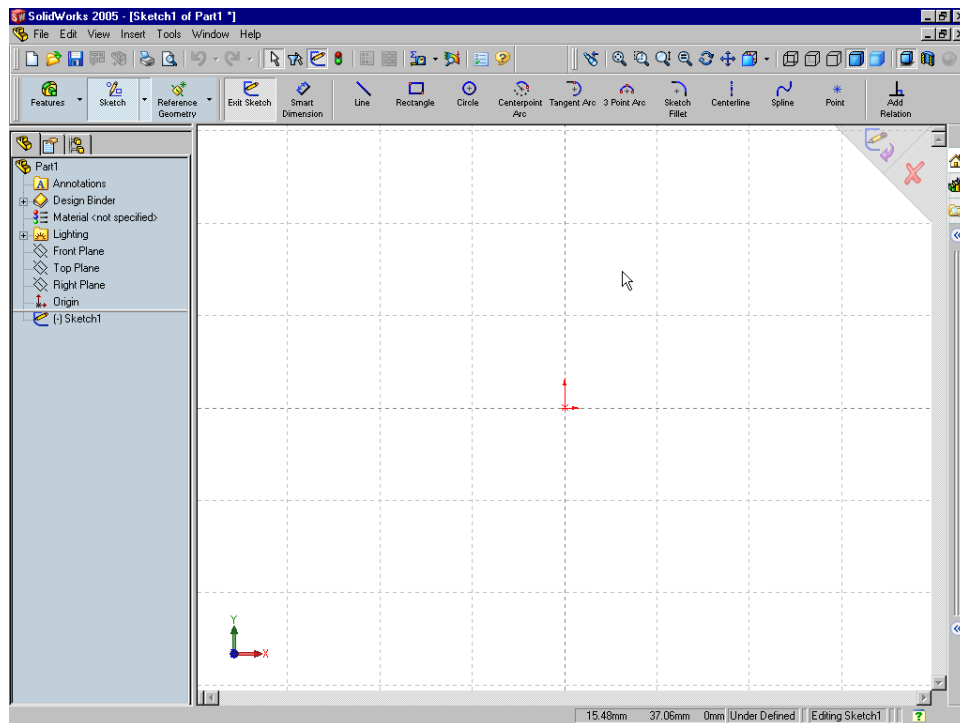 SolidWorks 2005 - [Sketch1 of Part1 *]
File Edit View Insert Tools Window Help
Features Sketch Reference Geometry Exit Sketch Smart Dimension Line Rectangle Circle Centerpoint Arc Tangent Arc 3 Point Arc Sketch Fillet Centerline Spline Point Add Relation
Part1
Annotations
Design Binder
Material <not specified>
Lighting
Front Plane
Top Plane
Right Plane
Origin
(-) Sketch1
Y
X
15.48mm 37.06mm 0mm Under Defined Editing Sketch1